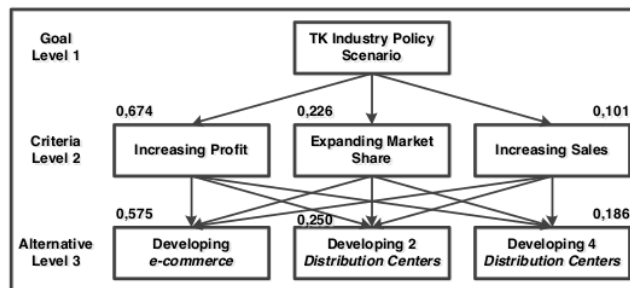 Goal
Level 1
TK Industry Policy
Scenario
0,674
0,226
0,101
Criteria
Level 2
Increasing Profit
Expanding Market
Share
Increasing Sales
0,575
0,250
0,186
Alternative
Level 3
Developing
e-commerce
Developing 2
Distribution Centers
Developing 4
Distribution Centers